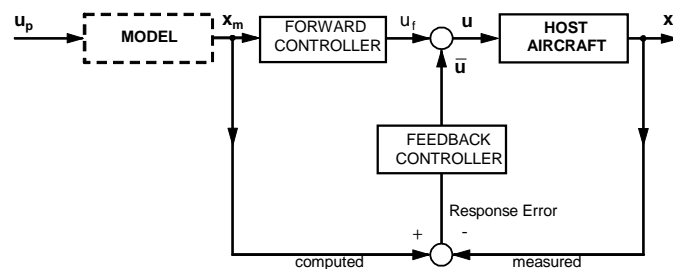 u_p
MODEL
x_m
FORWARD
CONTROLLER
u_f
u
HOST
AIRCRAFT
x
ū
FEEDBACK
CONTROLLER
Response Error
+
-
computed
measured